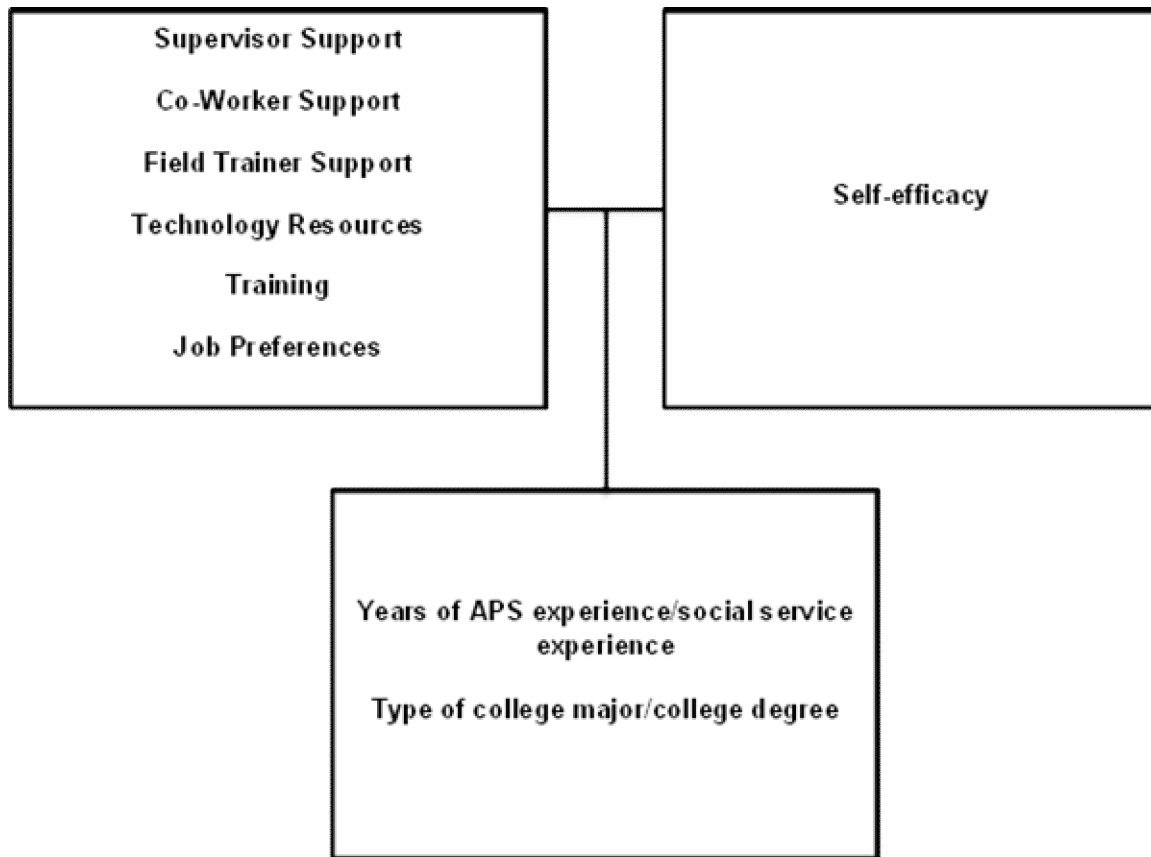 Supervisor Support
Co-Worker Support
Field Trainer Support
Technology Resources
Training
Job Preferences
Self-efficacy
Years of APS experience/social service
experience
Type of college major/college degree